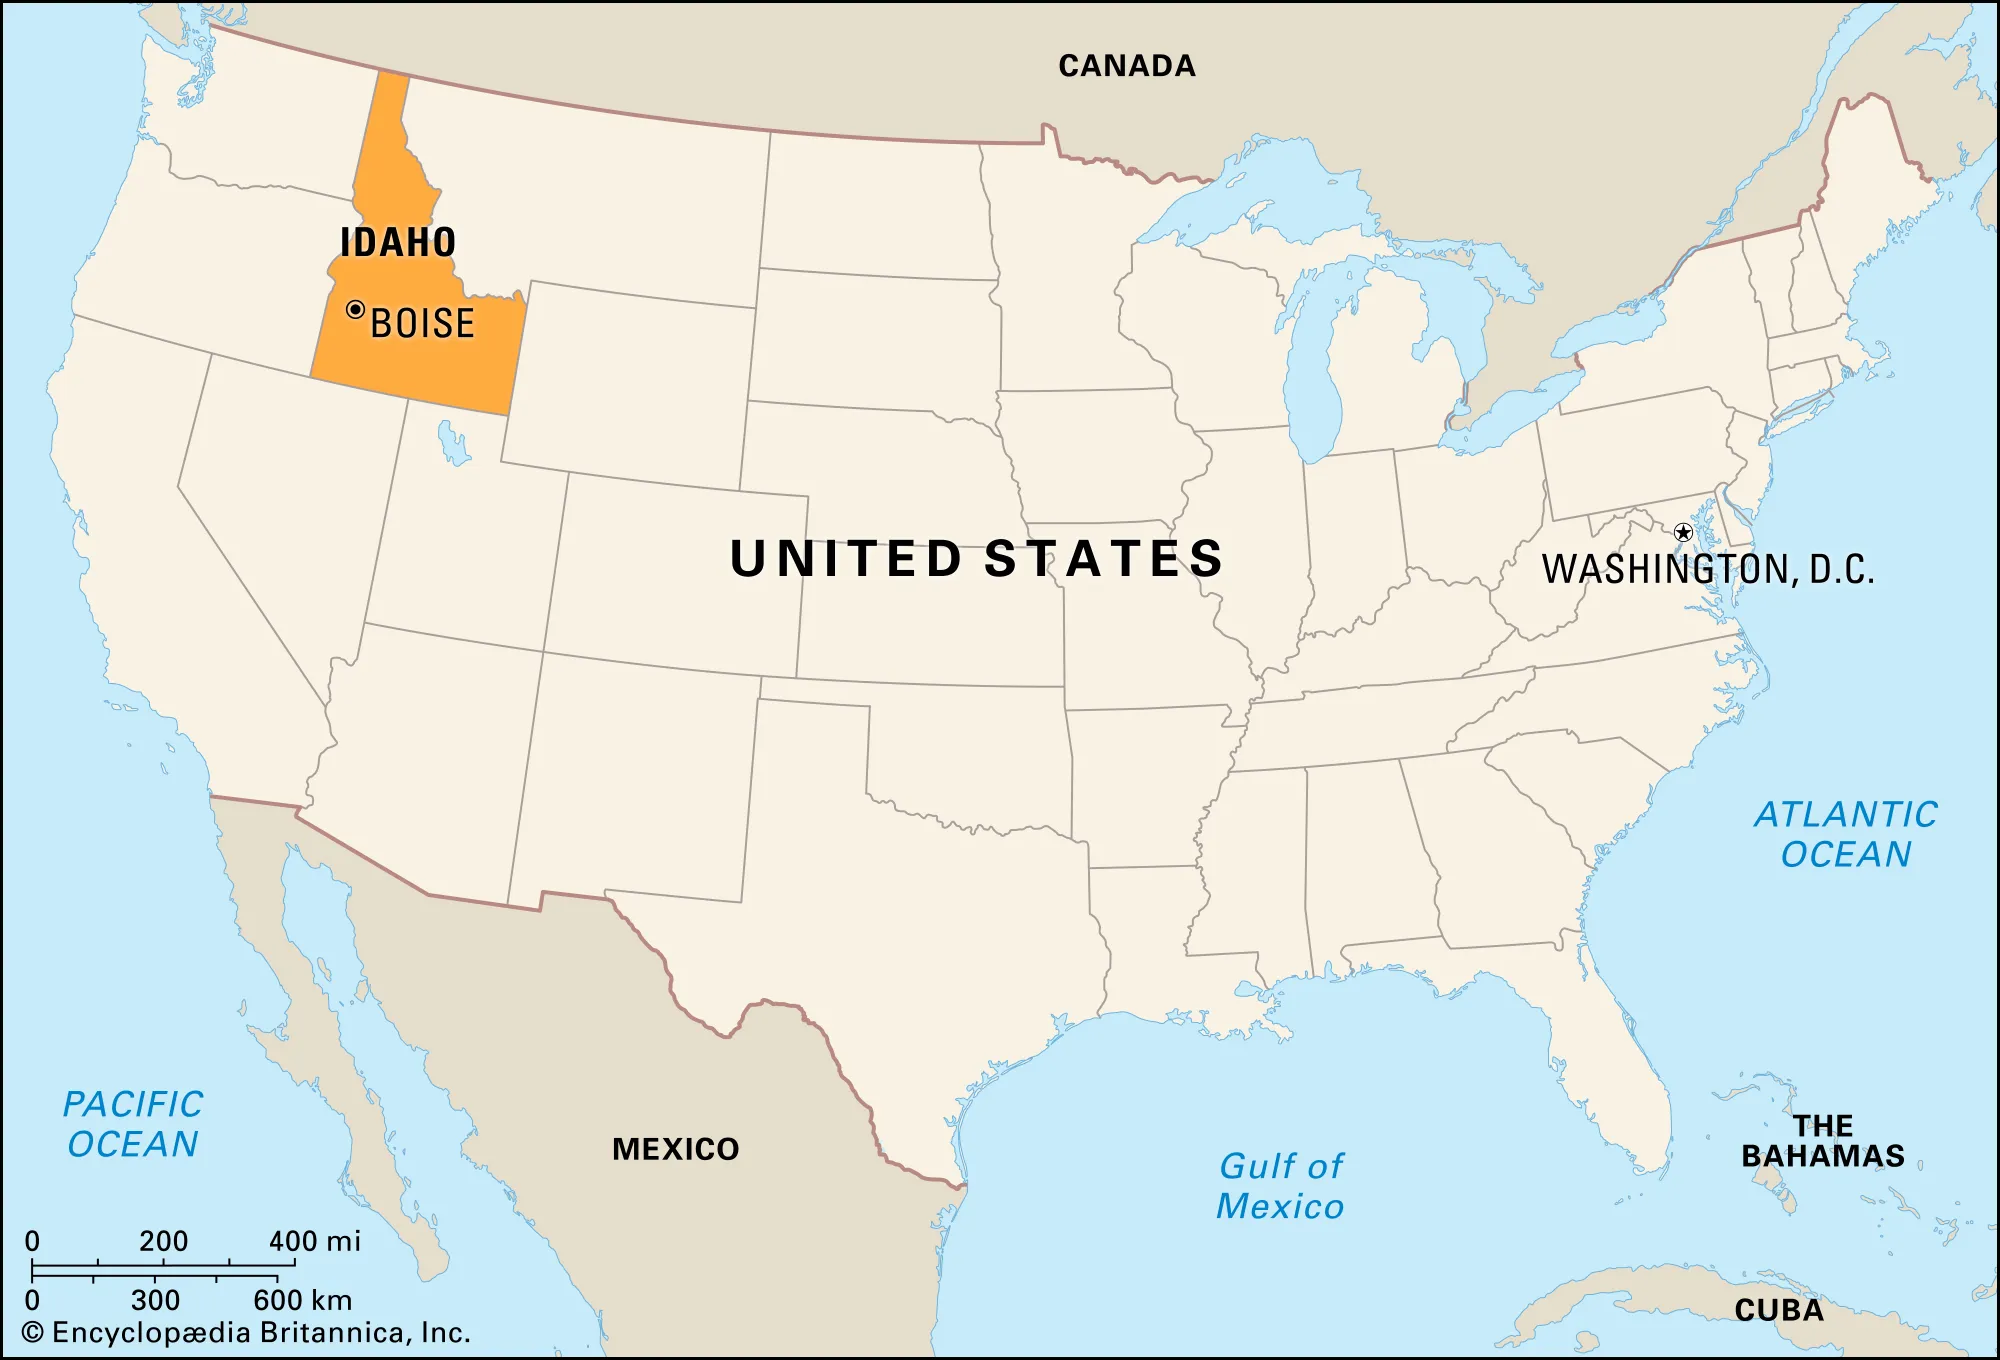 CANADA
IDAHO
BOISE
UNITED STATES
WASHINGTON, D.C.
ATLANTIC
OCEAN
PACIFIC
OCEAN
MEXICO
Gulf of
Mexico
THE
BAHAMAS
CUBA
0 200 400 mi
0 300 600 km
© Encyclopædia Britannica, Inc.